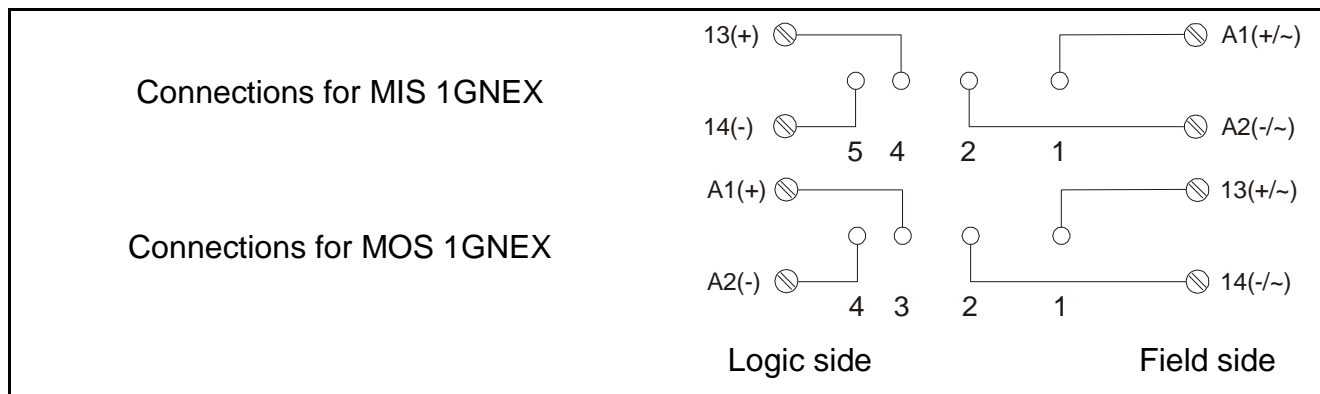 13(+) A1(+/~)
Connections for MIS 1GNEX
14(-) A2(-/~)
5 4 2 1
A1(+) 13(+/~)
Connections for MOS 1GNEX
A2(-) 14(-/~)
4 3 2 1
Logic side Field side